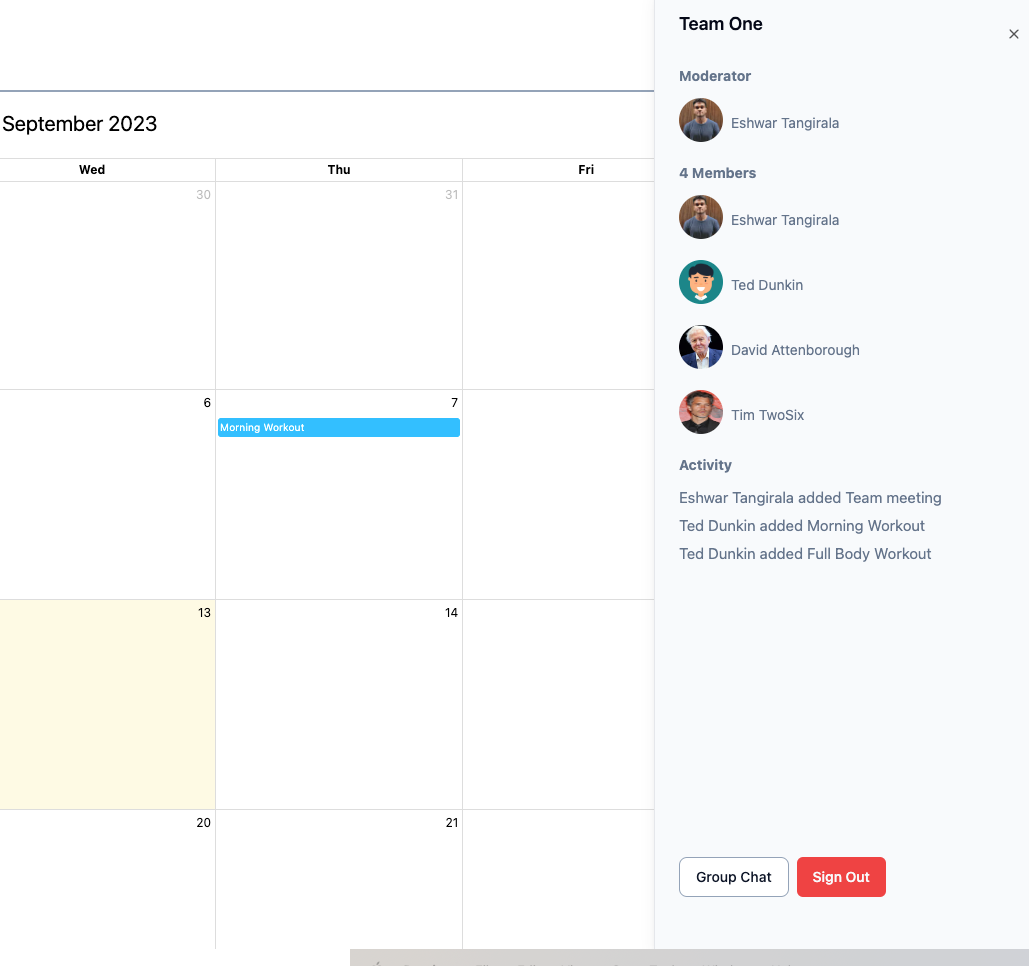 Team One
×
Moderator
Eshwar Tangirala
4 Members
Eshwar Tangirala
Ted Dunkin
David Attenborough
Tim TwoSix
Activity
Eshwar Tangirala added Team meeting
Ted Dunkin added Morning Workout
Ted Dunkin added Full Body Workout
Group Chat
Sign Out
September 2023
Wed Thu Fri
30 31
6 7
Morning Workout
13 14
20 21